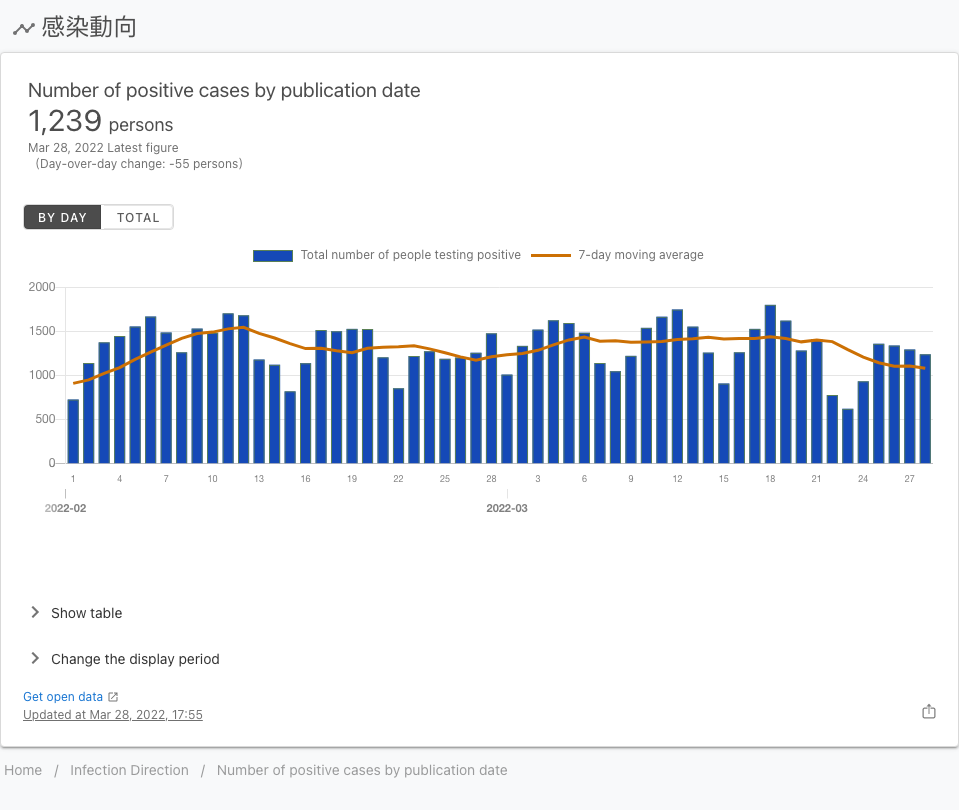 感染動向
Number of positive cases by publication date
1,239 persons
Mar 28, 2022 Latest figure
(Day-over-day change: -55 persons)
BY DAY TOTAL
Total number of people testing positive 7-day moving average
2000
1500
1000
500
0
1 4 7 10 13 16 19 22 25 28 3 6 9 12 15 18 21 24 27
2022-02 2022-03
Show table
Change the display period
Get open data
Updated at Mar 28, 2022, 17:55
Home / Infection Direction / Number of positive cases by publication date